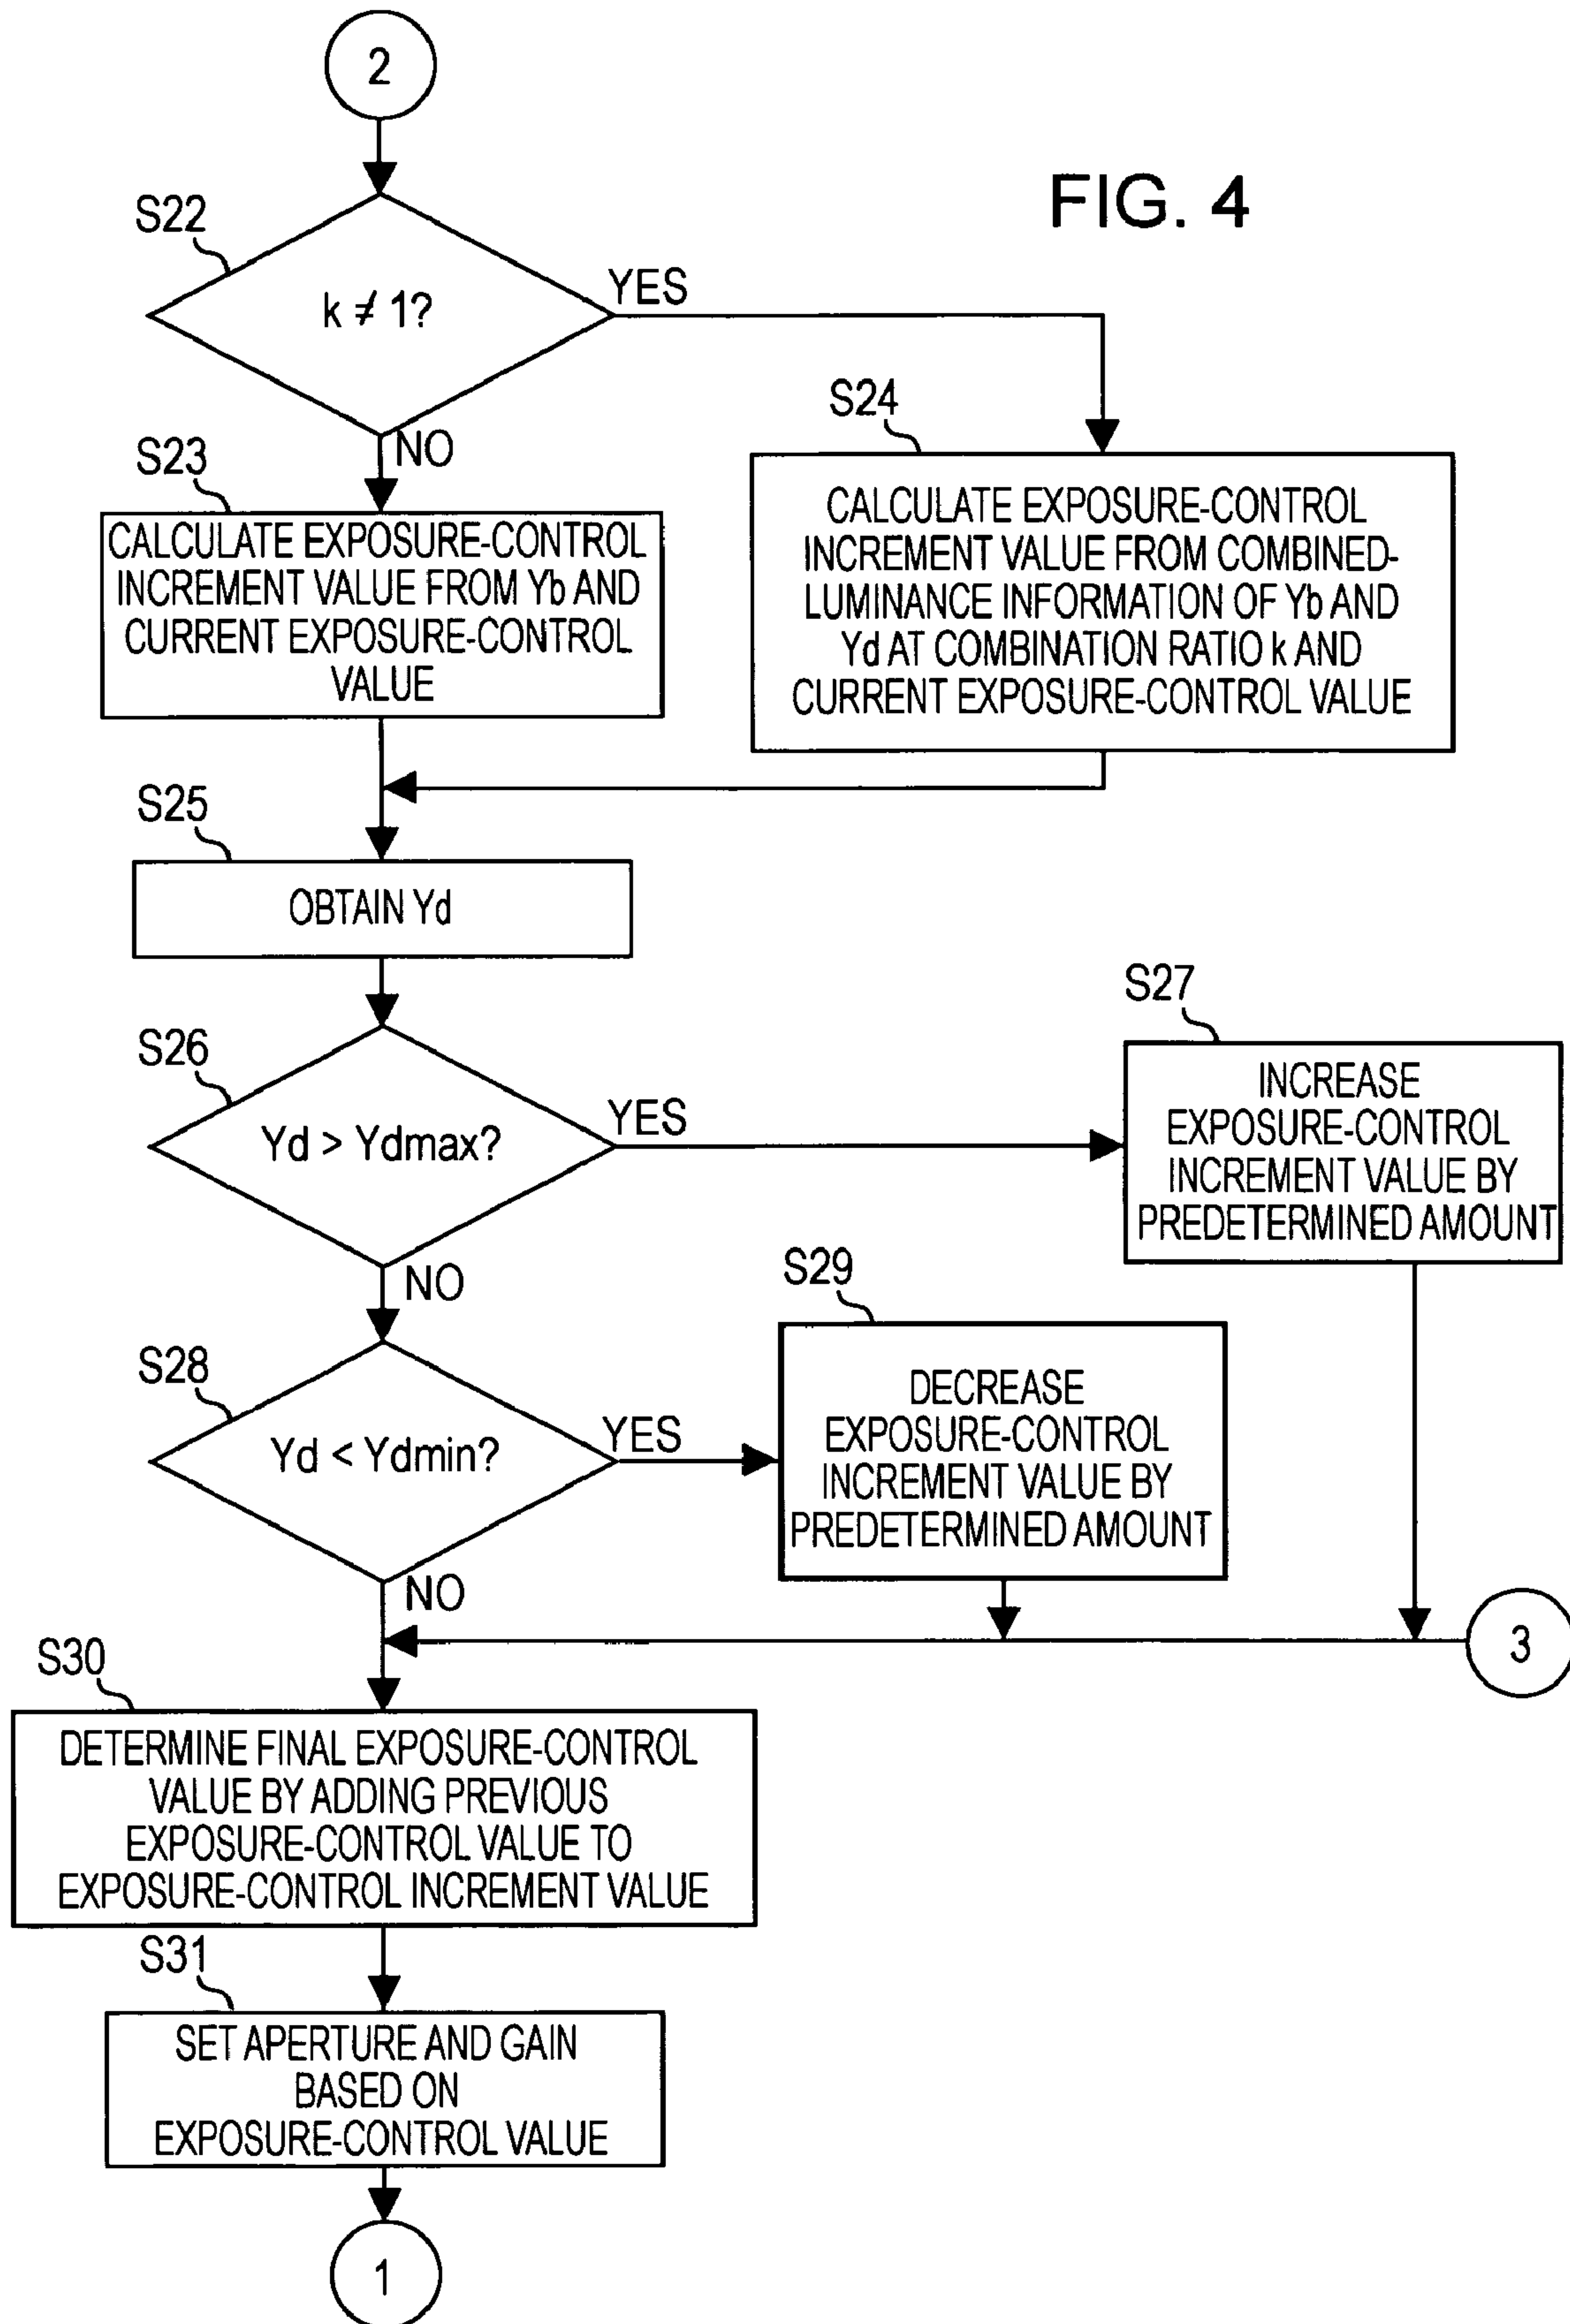 2
FIG. 4
S22
k ≠ 1?
YES
NO
S23
CALCULATE EXPOSURE-CONTROL
INCREMENT VALUE FROM Yb AND
CURRENT EXPOSURE-CONTROL
VALUE
S24
CALCULATE EXPOSURE-CONTROL
INCREMENT VALUE FROM COMBINED-
LUMINANCE INFORMATION OF Yb AND
Yd AT COMBINATION RATIO k AND
CURRENT EXPOSURE-CONTROL VALUE
S25
OBTAIN Yd
S26
Yd > Ydmax?
YES
NO
S27
INCREASE
EXPOSURE-CONTROL
INCREMENT VALUE BY
PREDETERMINED AMOUNT
S28
Yd < Ydmin?
YES
NO
S29
DECREASE
EXPOSURE-CONTROL
INCREMENT VALUE BY
PREDETERMINED AMOUNT
3
S30
DETERMINE FINAL EXPOSURE-CONTROL
VALUE BY ADDING PREVIOUS
EXPOSURE-CONTROL VALUE TO
EXPOSURE-CONTROL INCREMENT VALUE
S31
SET APERTURE AND GAIN
BASED ON
EXPOSURE-CONTROL VALUE
1